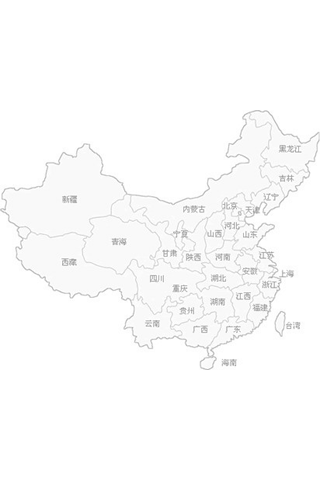 黑龙江
吉林
辽宁
新疆
内蒙古
北京
天津
河北
宁夏
山西
山东
青海
甘肃
陕西
河南
江苏
西藏
安徽
上海
四川
湖北
重庆
浙江
江西
湖南
贵州
福建
云南
广西
广东
台湾
海南